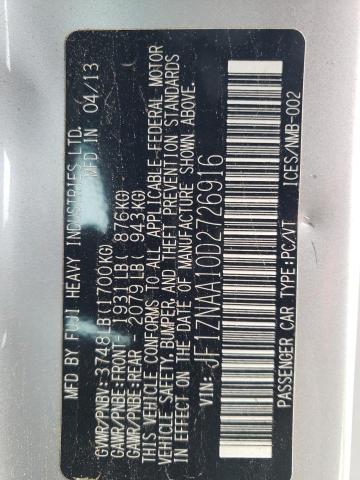 MFD BY FUJI HEAVY INDUSTRIES LTD.
MFD IN 04/13
GVWR/PNBV:3748LB(1700KG)
GAWR/PNBE:FRONT- 1931LB( 876KG)
GAWR/PNBE:REAR- 2079LB( 943KG)
THIS VEHICLE CONFORMS TO ALL APPLICABLE-FEDERAL MOTOR
VEHICLE SAFETY,BUMPER,AND THEFT PREVENTION STANDARDS
IN EFFECT ON THE DATE OF MANUFACTURE SHOWN ABOVE.
VIN: JF1ZNAA10D2726916
PASSENGER CAR TYPE:PC/VT ICES/NMB-002